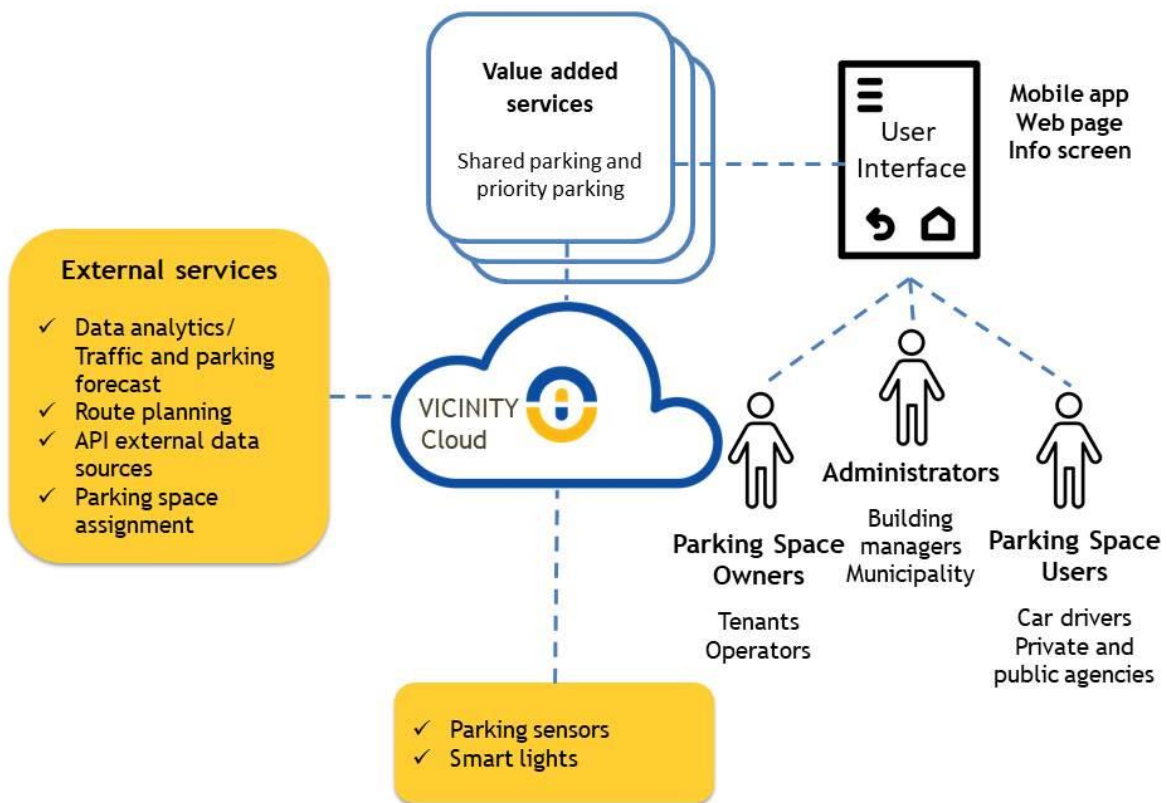 Value added
services
Shared parking and
priority parking
User
Interface
Mobile app
Web page
Info screen
External services
✓ Data analytics/
Traffic and parking
forecast
✓ Route planning
✓ API external data
sources
✓ Parking space
assignment
VICINITY
Cloud
Administrators
Building
managers
Municipality
Parking Space
Owners
Tenants
Operators
Parking Space
Users
Car drivers
Private and
public agencies
✓ Parking sensors
✓ Smart lights